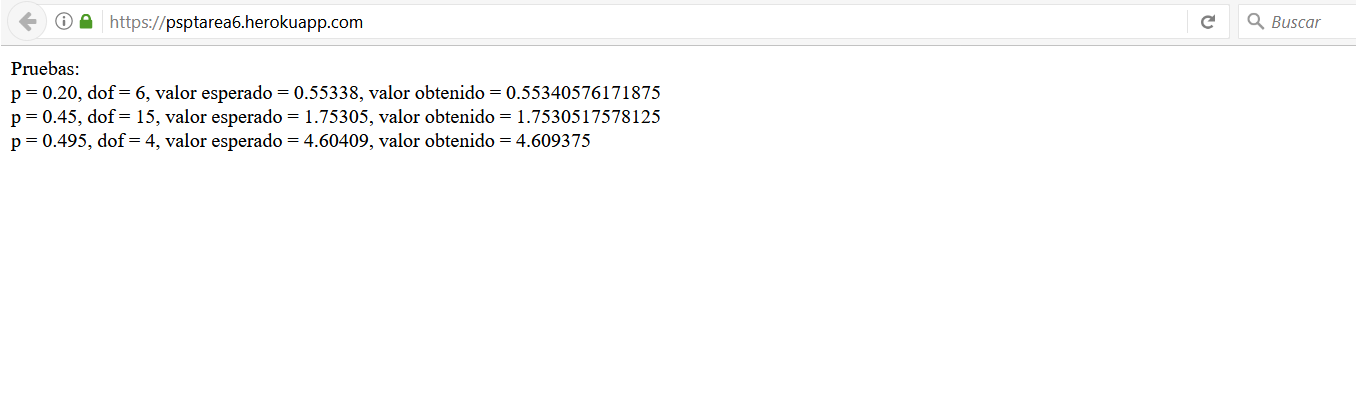 https://psptarea6.herokuapp.com
Buscar
Pruebas:
p = 0.20, dof = 6, valor esperado = 0.55338, valor obtenido = 0.55340576171875
p = 0.45, dof = 15, valor esperado = 1.75305, valor obtenido = 1.7530517578125
p = 0.495, dof = 4, valor esperado = 4.60409, valor obtenido = 4.609375